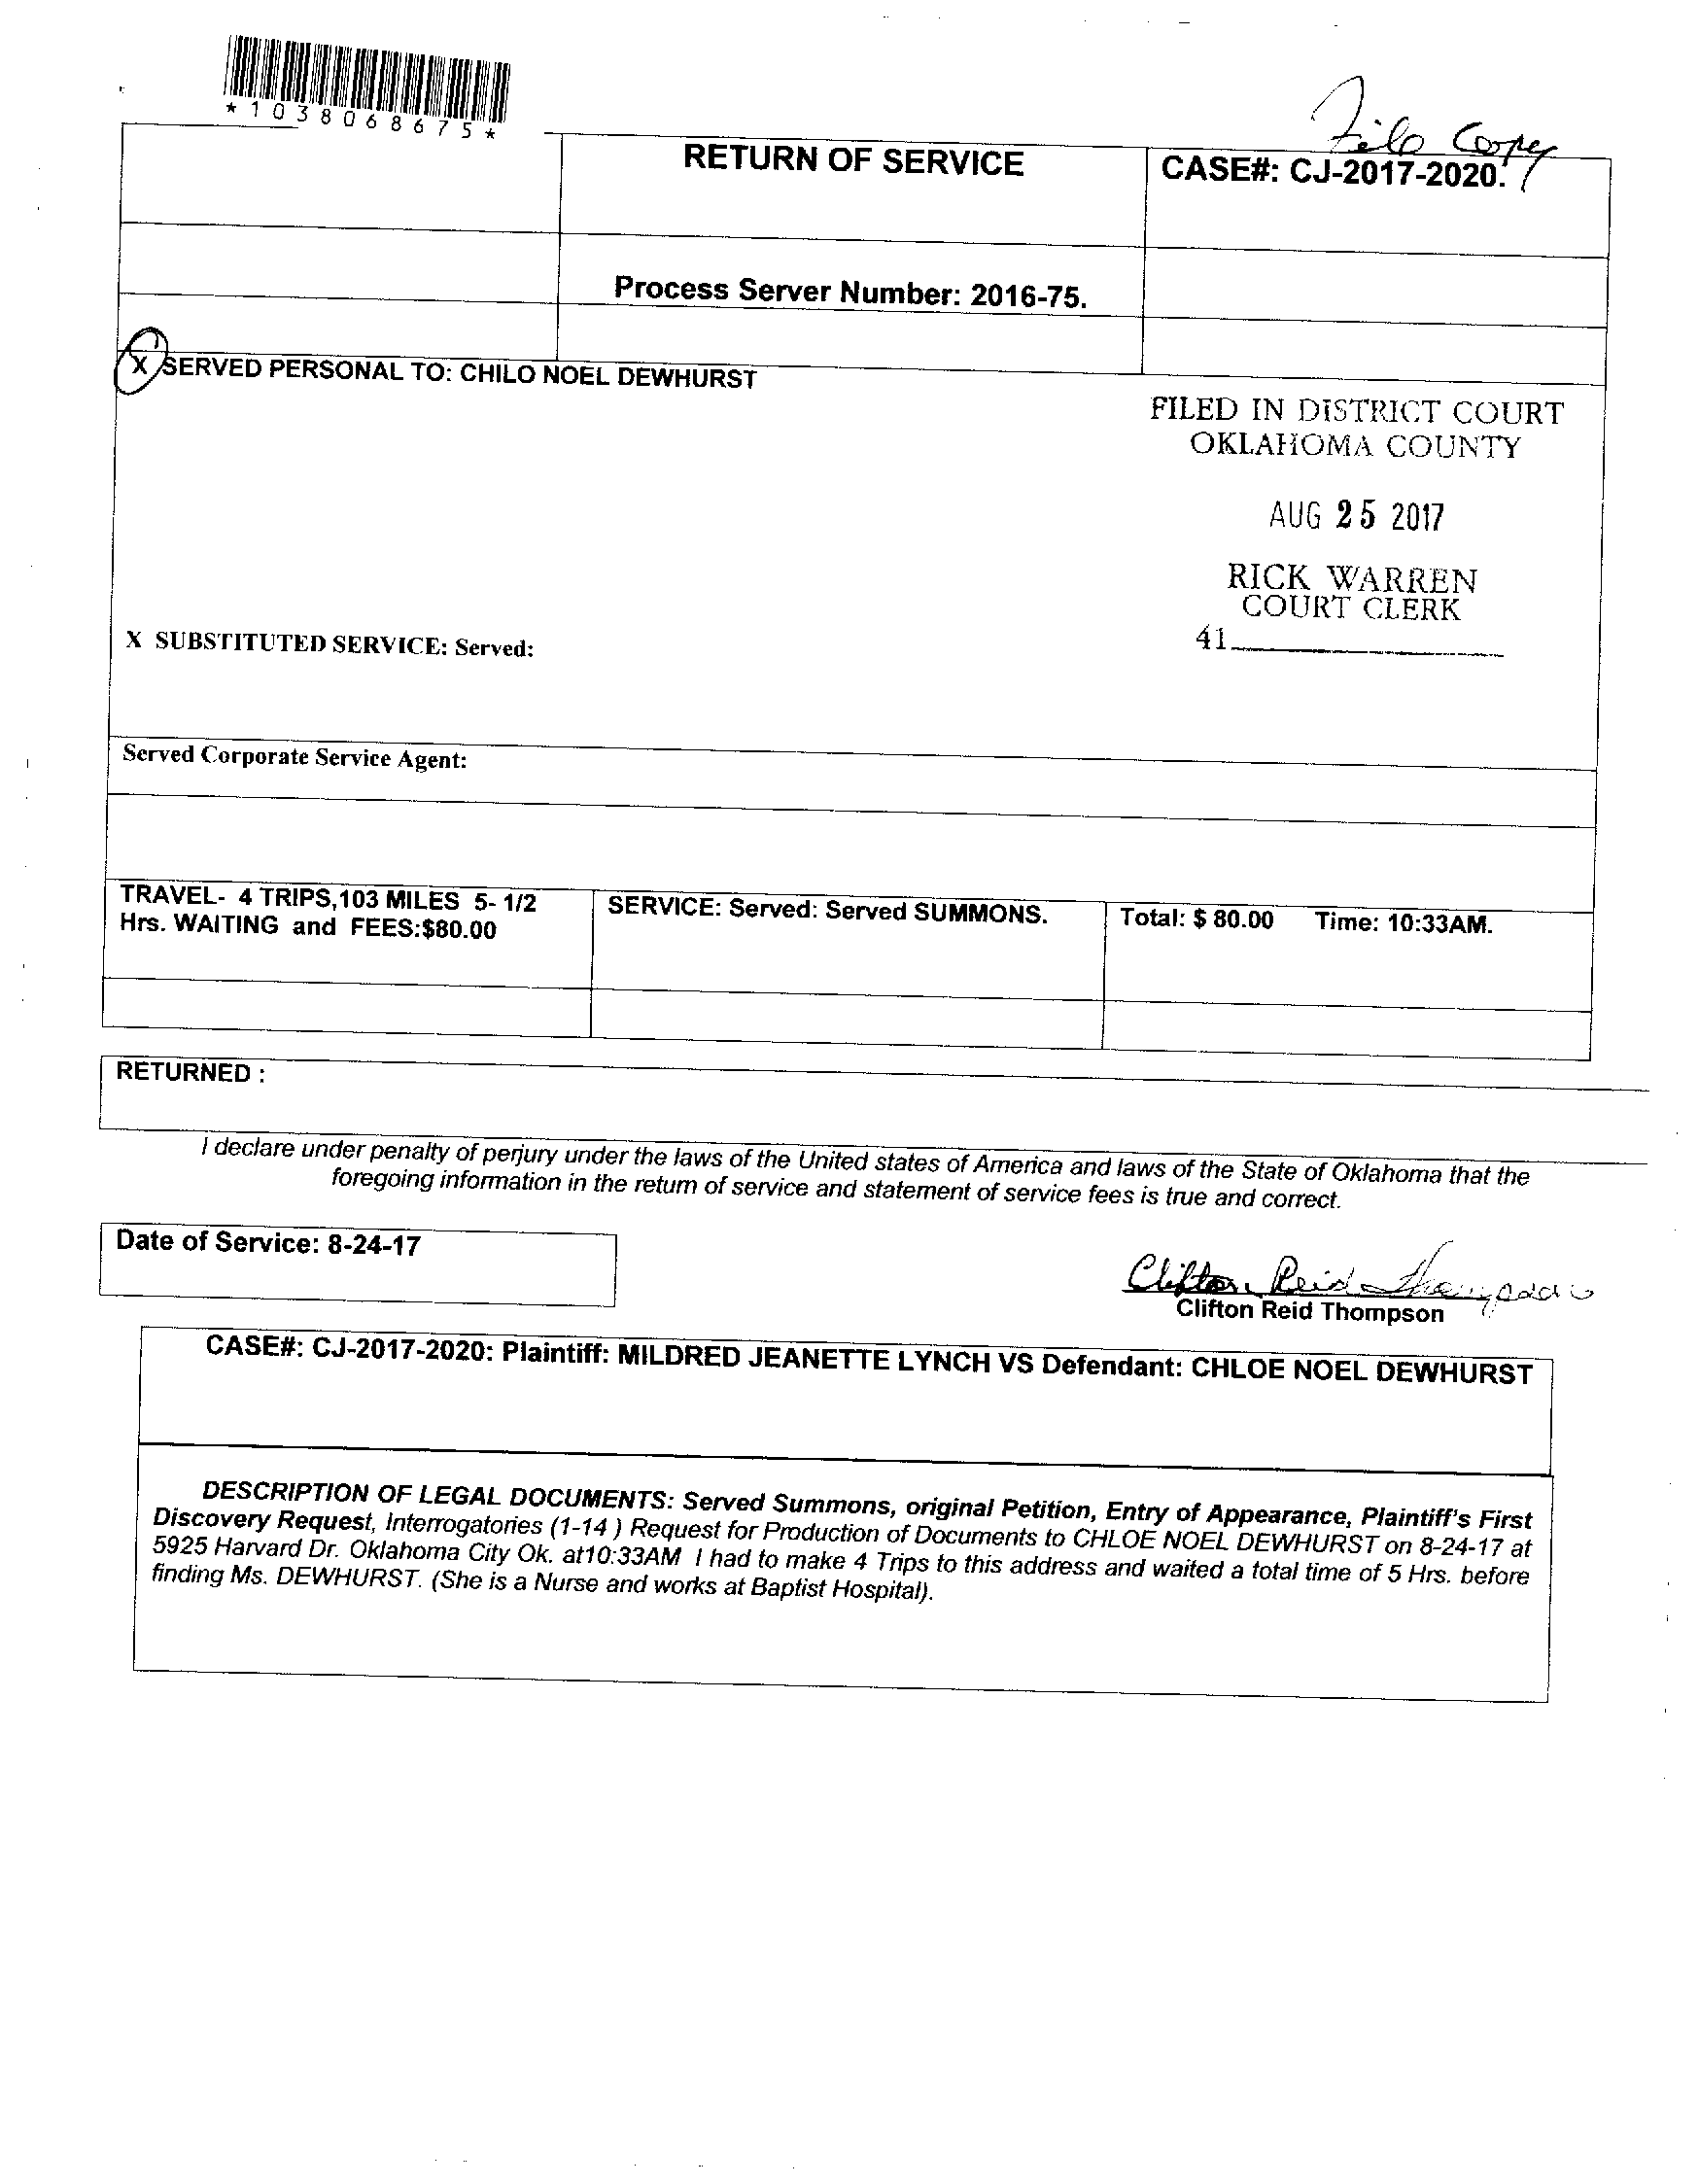 *1038068675*
File Copy
RETURN OF SERVICE
CASE#: CJ-2017-2020.
Process Server Number: 2016-75.
X SERVED PERSONAL TO: CHILO NOEL DEWHURST
FILED IN DISTRICT COURT
OKLAHOMA COUNTY
AUG 25 2017
RICK WARREN
COURT CLERK
41
X SUBSTITUTED SERVICE: Served:
Served Corporate Service Agent:
TRAVEL- 4 TRIPS,103 MILES 5- 1/2
Hrs. WAITING and FEES:$80.00
SERVICE: Served: Served SUMMONS.
Total: $ 80.00 Time: 10:33AM.
RETURNED :
I declare under penalty of perjury under the laws of the United states of America and laws of the State of Oklahoma that the
foregoing information in the return of service and statement of service fees is true and correct.
Date of Service: 8-24-17
Clifton Reid Thompson
Clifton Reid Thompson
CASE#: CJ-2017-2020: Plaintiff: MILDRED JEANETTE LYNCH VS Defendant: CHLOE NOEL DEWHURST
DESCRIPTION OF LEGAL DOCUMENTS: Served Summons, original Petition, Entry of Appearance, Plaintiff's First
Discovery Request, Interrogatories (1-14 ) Request for Production of Documents to CHLOE NOEL DEWHURST on 8-24-17 at
5925 Harvard Dr. Oklahoma City Ok. at10:33AM I had to make 4 Trips to this address and waited a total time of 5 Hrs. before
finding Ms. DEWHURST. (She is a Nurse and works at Baptist Hospital).